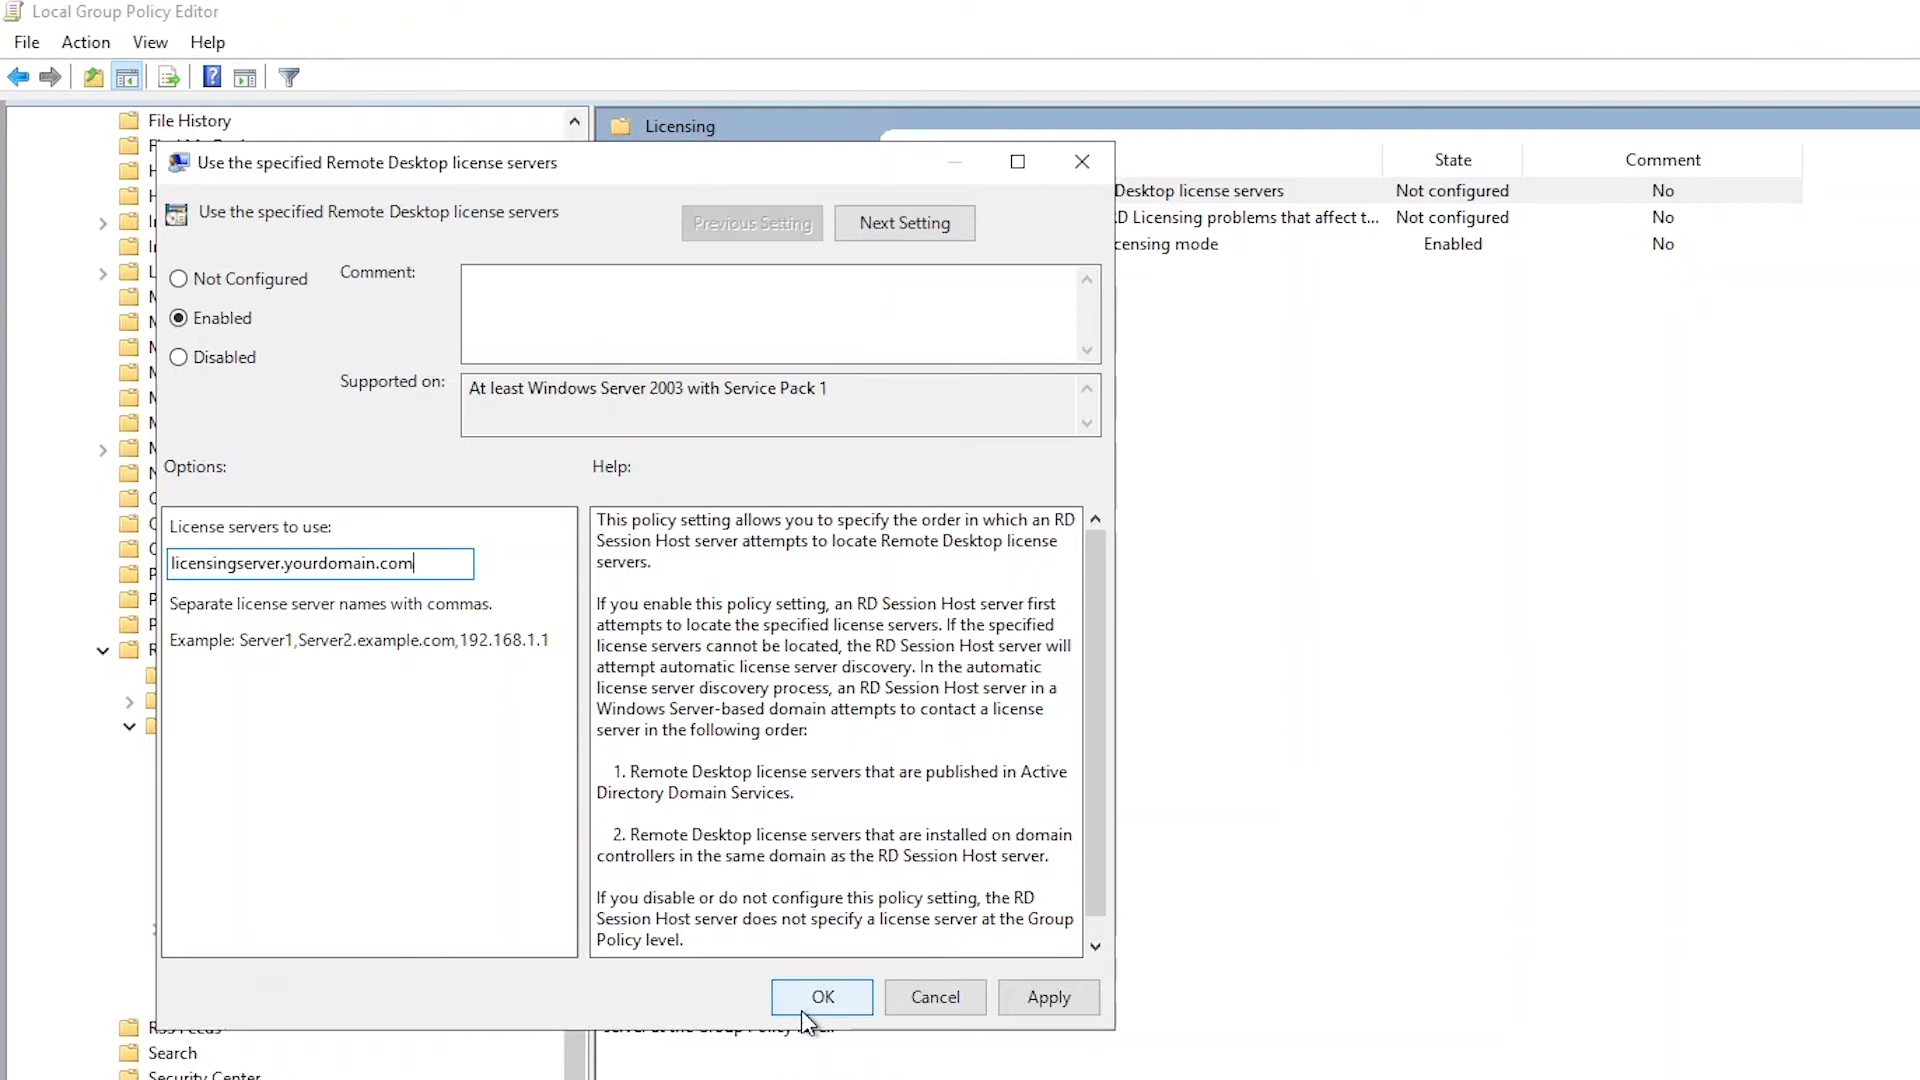 Local Group Policy Editor
File Action View Help
File History
Licensing
Use the specified Remote Desktop license servers
State Comment
Use the specified Remote Desktop license servers
Previous Setting Next Setting
Desktop license servers Not configured No
D Licensing problems that affect t... Not configured No
censing mode Enabled No
Not Configured
Comment:
Enabled
Disabled
Supported on:
At least Windows Server 2003 with Service Pack 1
Options:
Help:
License servers to use:
licensingserver.yourdomain.com
Separate license server names with commas.
Example: Server1,Server2.example.com,192.168.1.1
This policy setting allows you to specify the order in which an RD
Session Host server attempts to locate Remote Desktop license
servers.
If you enable this policy setting, an RD Session Host server first
attempts to locate the specified license servers. If the specified
license servers cannot be located, the RD Session Host server will
attempt automatic license server discovery. In the automatic
license server discovery process, an RD Session Host server in a
Windows Server-based domain attempts to contact a license
server in the following order:
1. Remote Desktop license servers that are published in Active
Directory Domain Services.
2. Remote Desktop license servers that are installed on domain
controllers in the same domain as the RD Session Host server.
If you disable or do not configure this policy setting, the RD
Session Host server does not specify a license server at the Group
Policy level.
OK Cancel Apply
RSS Feeds
Search
Security Center